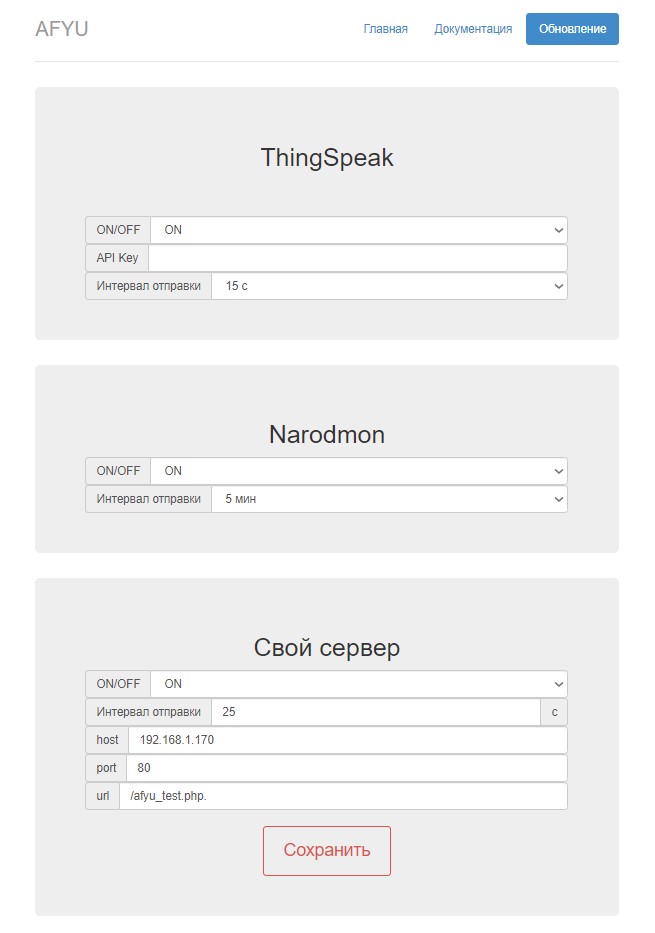 AFYU Главная Документация Обновление
ThingSpeak
ON/OFF ON
API Key
Интервал отправки 15 с
Narodmon
ON/OFF ON
Интервал отправки 5 мин
Свой сервер
ON/OFF ON
Интервал отправки 25 с
host 192.168.1.170
port 80
url /afyu_test.php.
Сохранить